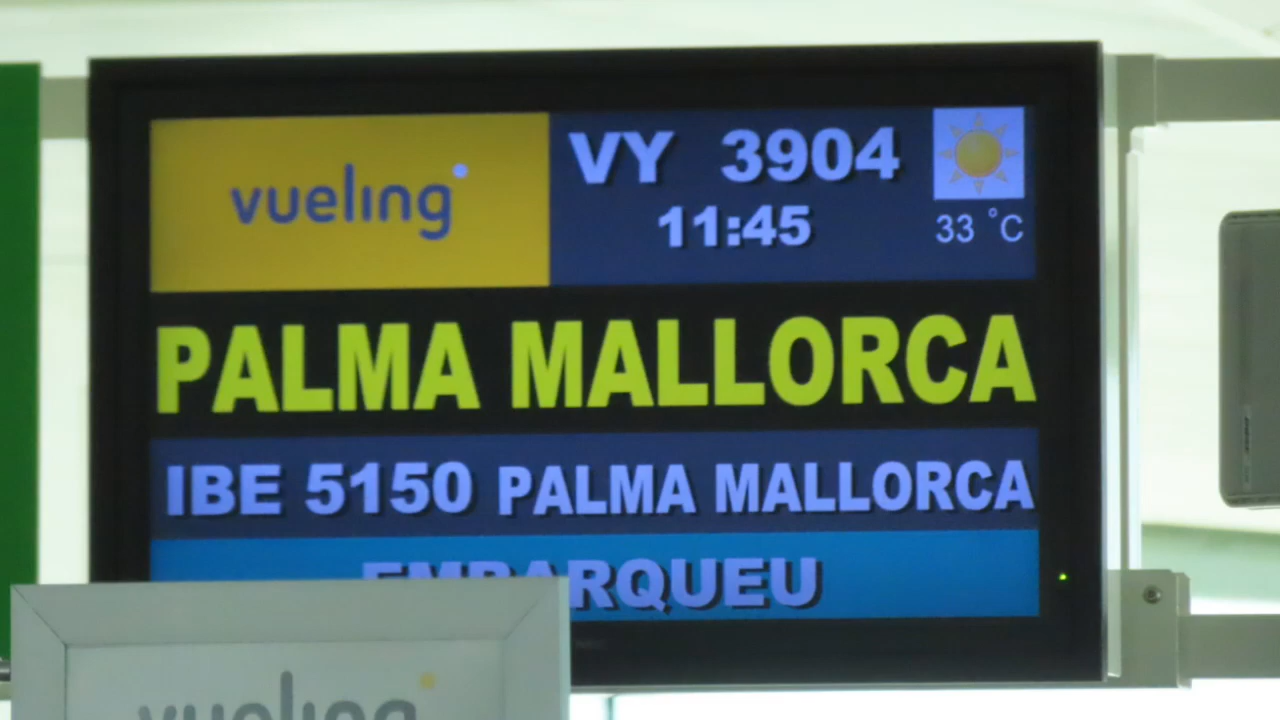 vueling
VY 3904
11:45
33 °C
PALMA MALLORCA
IBE 5150 PALMA MALLORCA
EMBARQUEU
vueling